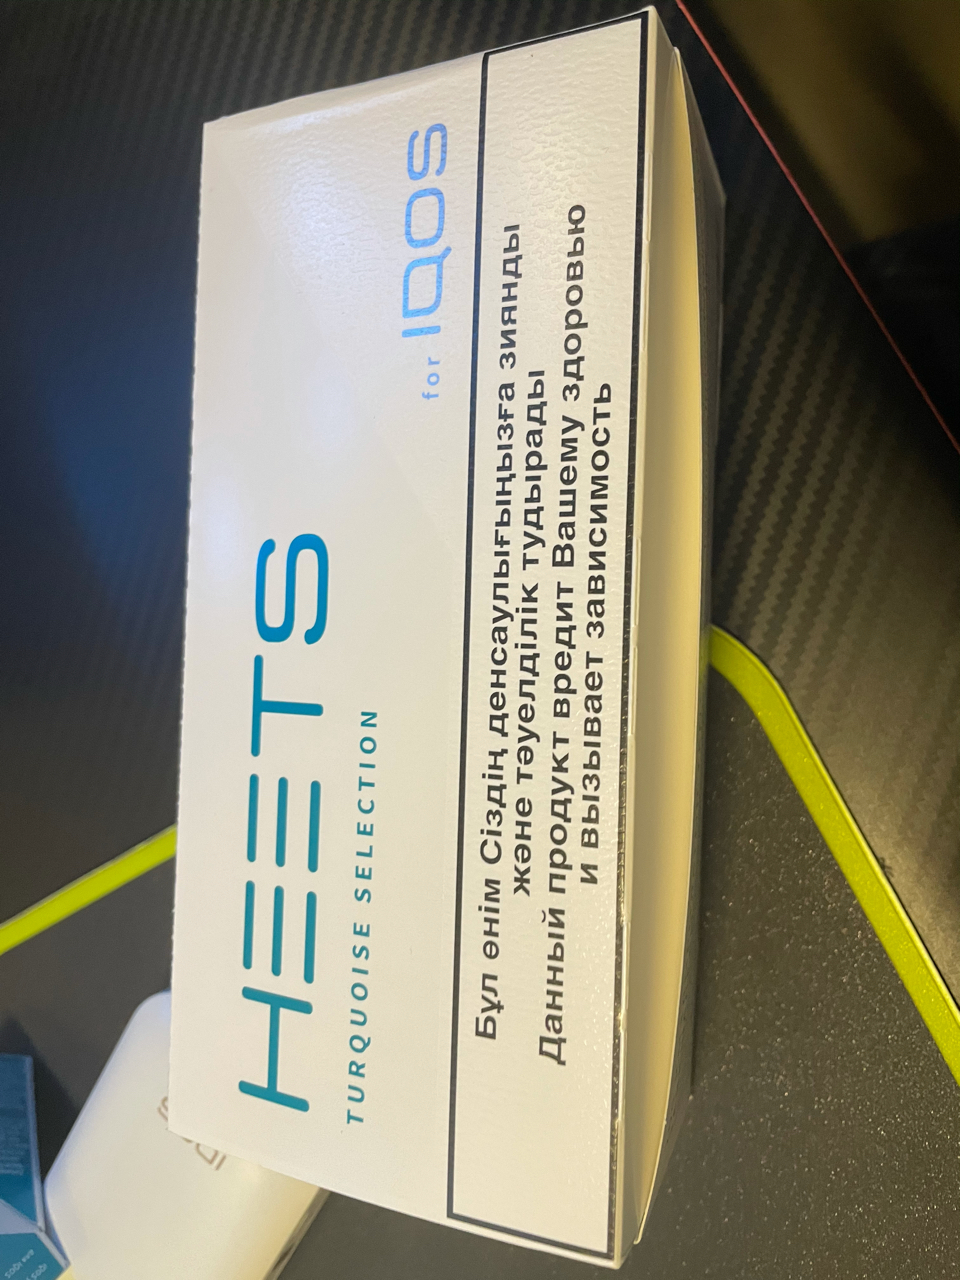 HEETS
TURQUOISE SELECTION
for IQOS
Бұл өнім Сіздің денсаулығыңызға зиянды
және тәуелділік тудырады
Данный продукт вредит Вашему здоровью
и вызывает зависимость